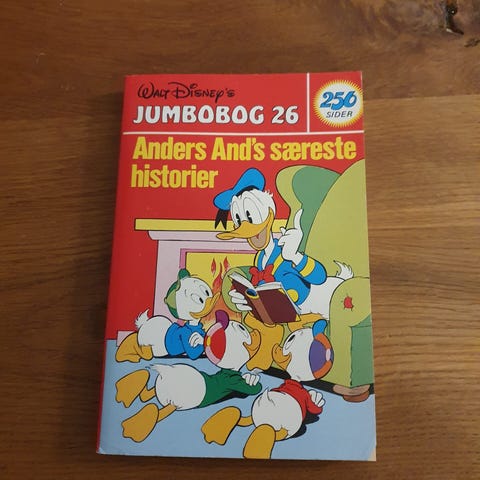 Walt Disney's
JUMBOBOG 26
256
SIDER
Anders And's særeste
historier